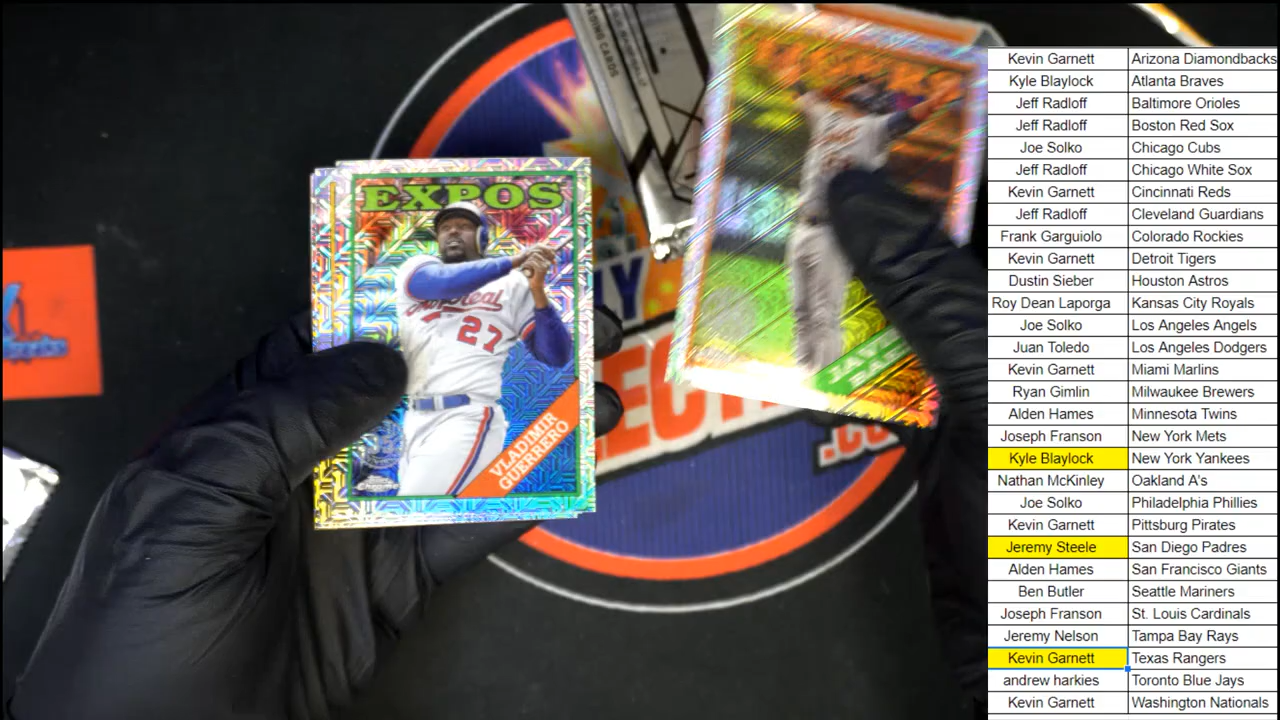 TRADING CARDS
EXPOS
Montreal
27
VLADIMIR
GUERRERO
Chrome
.co
Kevin Garnett Arizona Diamondbacks
Kyle Blaylock Atlanta Braves
Jeff Radloff Baltimore Orioles
Jeff Radloff Boston Red Sox
Joe Solko Chicago Cubs
Jeff Radloff Chicago White Sox
Kevin Garnett Cincinnati Reds
Jeff Radloff Cleveland Guardians
Frank Garguiolo Colorado Rockies
Kevin Garnett Detroit Tigers
Dustin Sieber Houston Astros
Roy Dean Laporga Kansas City Royals
Joe Solko Los Angeles Angels
Juan Toledo Los Angeles Dodgers
Kevin Garnett Miami Marlins
Ryan Gimlin Milwaukee Brewers
Alden Hames Minnesota Twins
Joseph Franson New York Mets
Kyle Blaylock New York Yankees
Nathan McKinley Oakland A's
Joe Solko Philadelphia Phillies
Kevin Garnett Pittsburg Pirates
Jeremy Steele San Diego Padres
Alden Hames San Francisco Giants
Ben Butler Seattle Mariners
Joseph Franson St. Louis Cardinals
Jeremy Nelson Tampa Bay Rays
Kevin Garnett Texas Rangers
andrew harkies Toronto Blue Jays
Kevin Garnett Washington Nationals